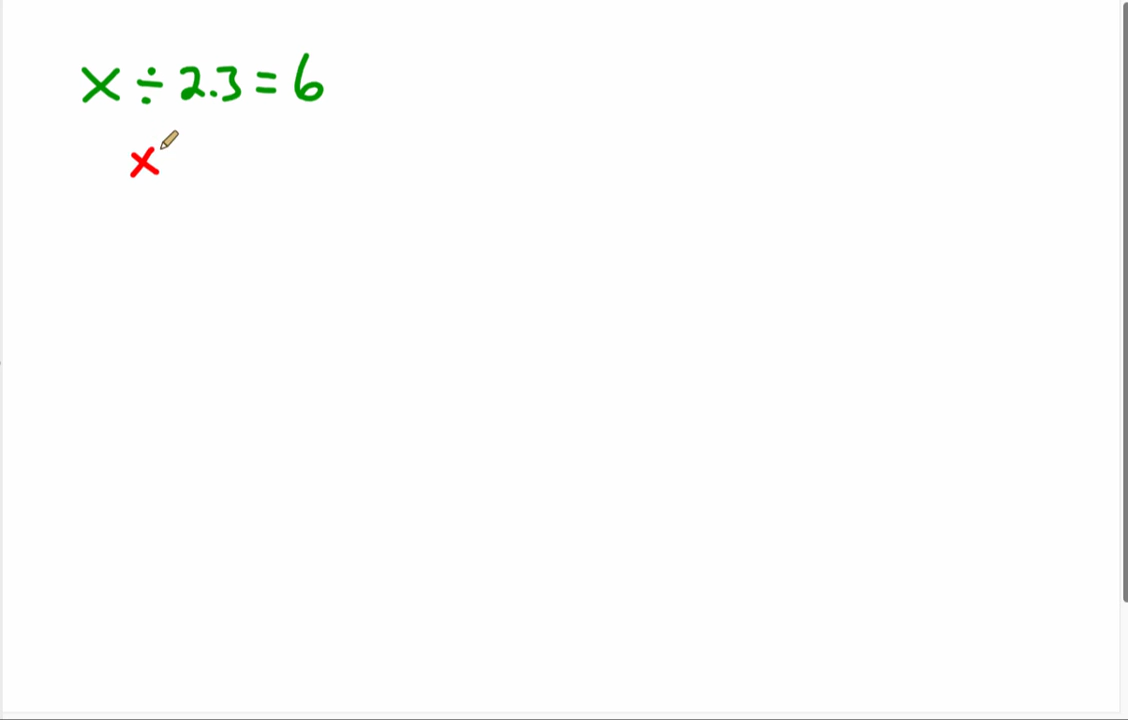 x ÷ 2.3 = 6
×